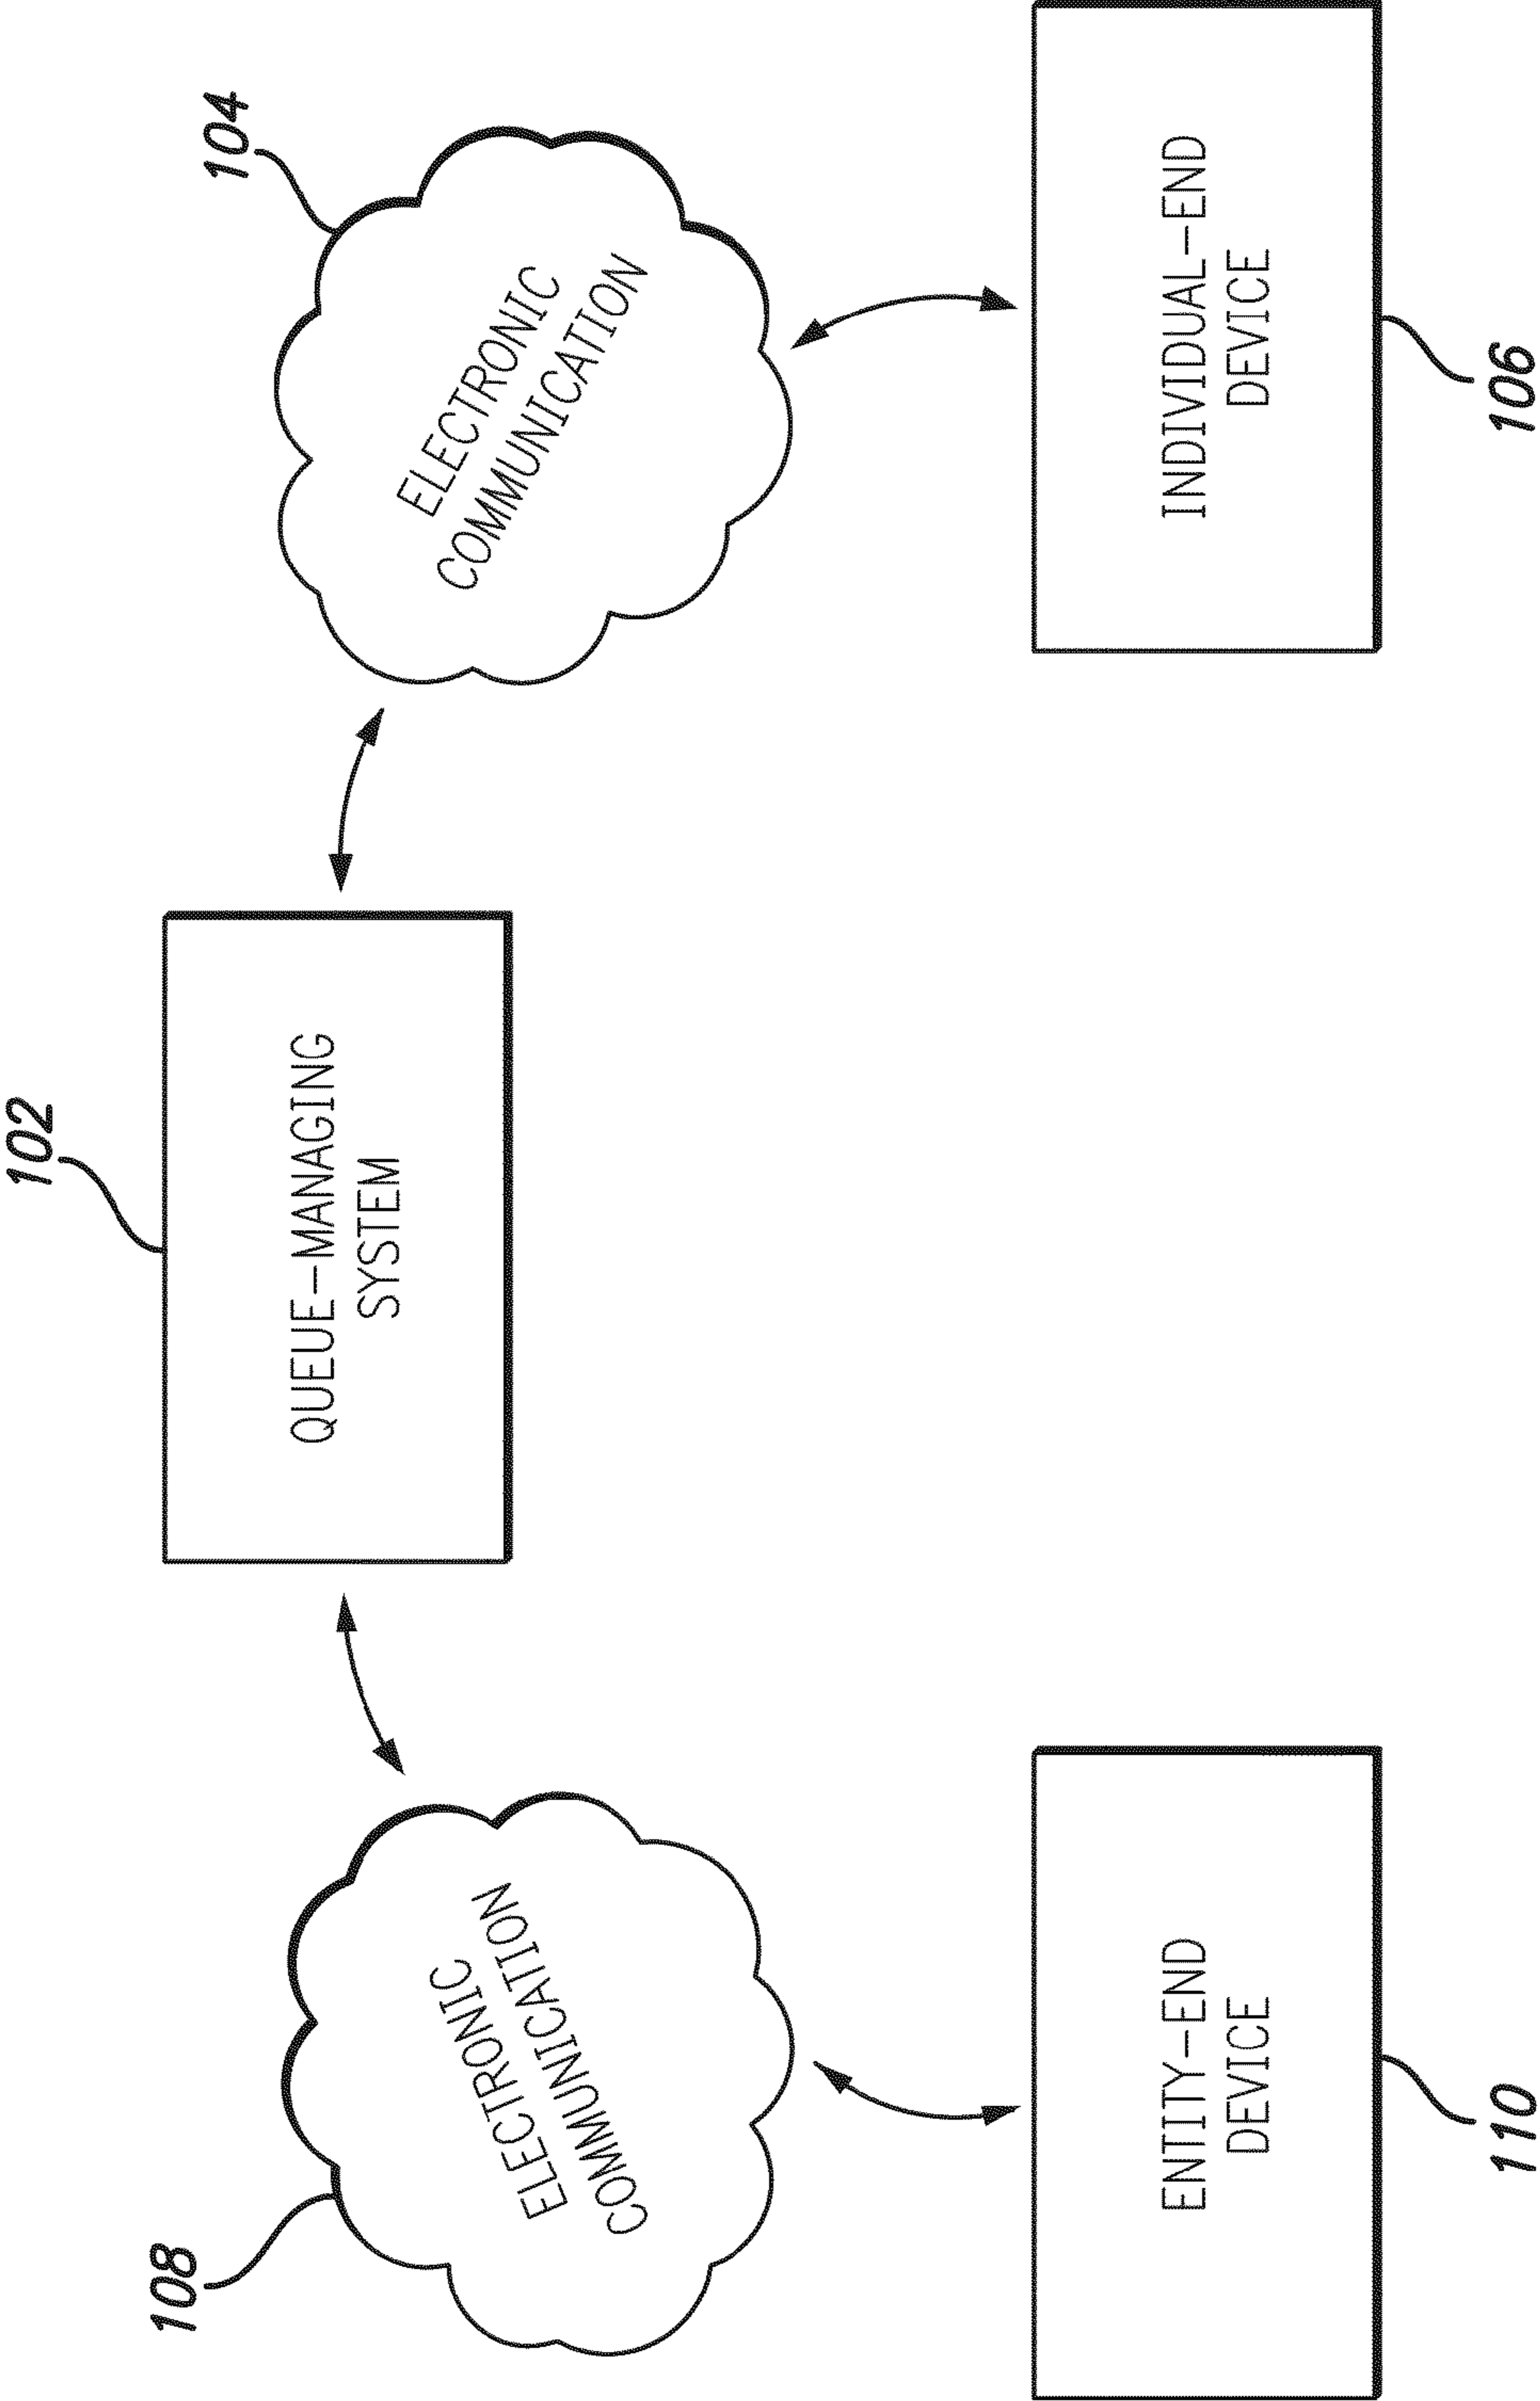 102
QUEUE-MANAGING
SYSTEM
108
ELECTRONIC
COMMUNICATION
104
ELECTRONIC
COMMUNICATION
ENTITY-END
DEVICE
110
INDIVIDUAL-END
DEVICE
106